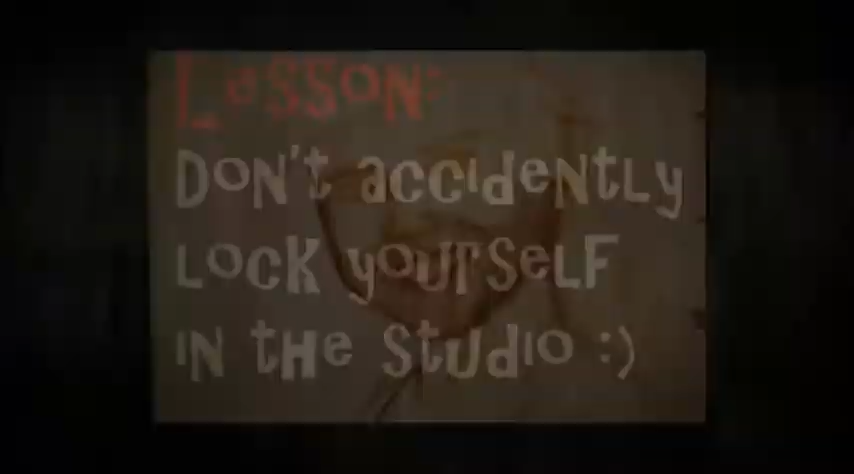 Lesson:
Don't accidently
Lock yourself
in the studio :)